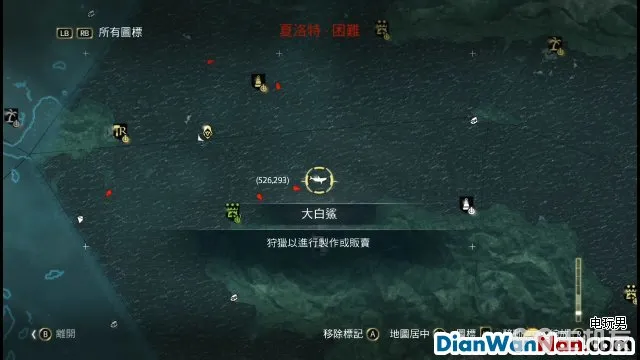 LB RB 所有圖標
夏洛特 · 困難
(526,293)
大白鯊
狩獵以進行製作或販賣
B 離開
移除標記 A 地圖居中
圖標
电玩男
DianWanNan.com